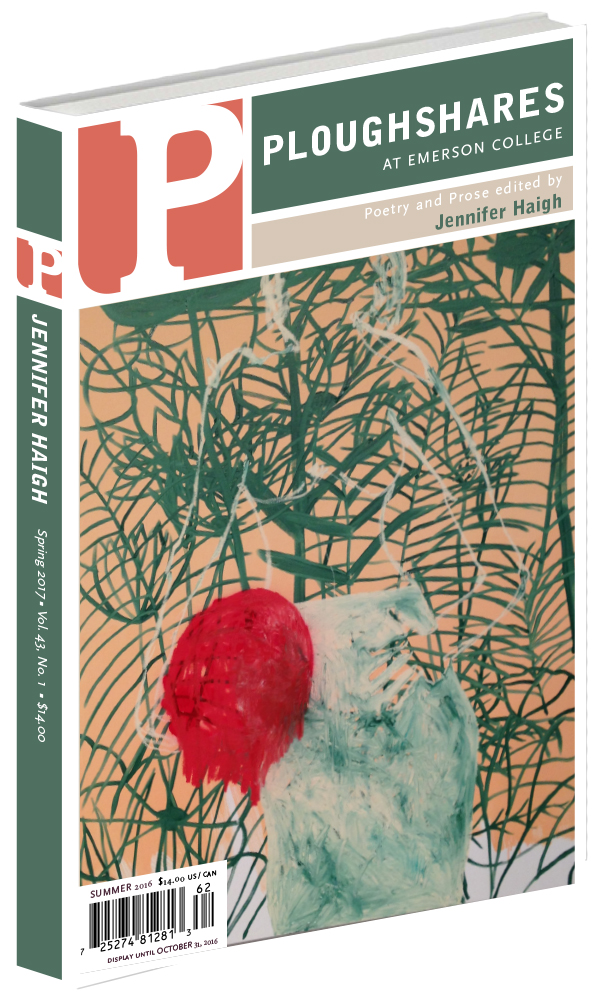 P
PLOUGHSHARES
AT EMERSON COLLEGE
Poetry and Prose edited by
Jennifer Haigh
P
JENNIFER HAIGH
Spring 2017 • Vol. 43, No. 1 • $14.00
SUMMER 2016 $14.00 US / CAN
62
7 25274 81281 3
DISPLAY UNTIL OCTOBER 31, 2016